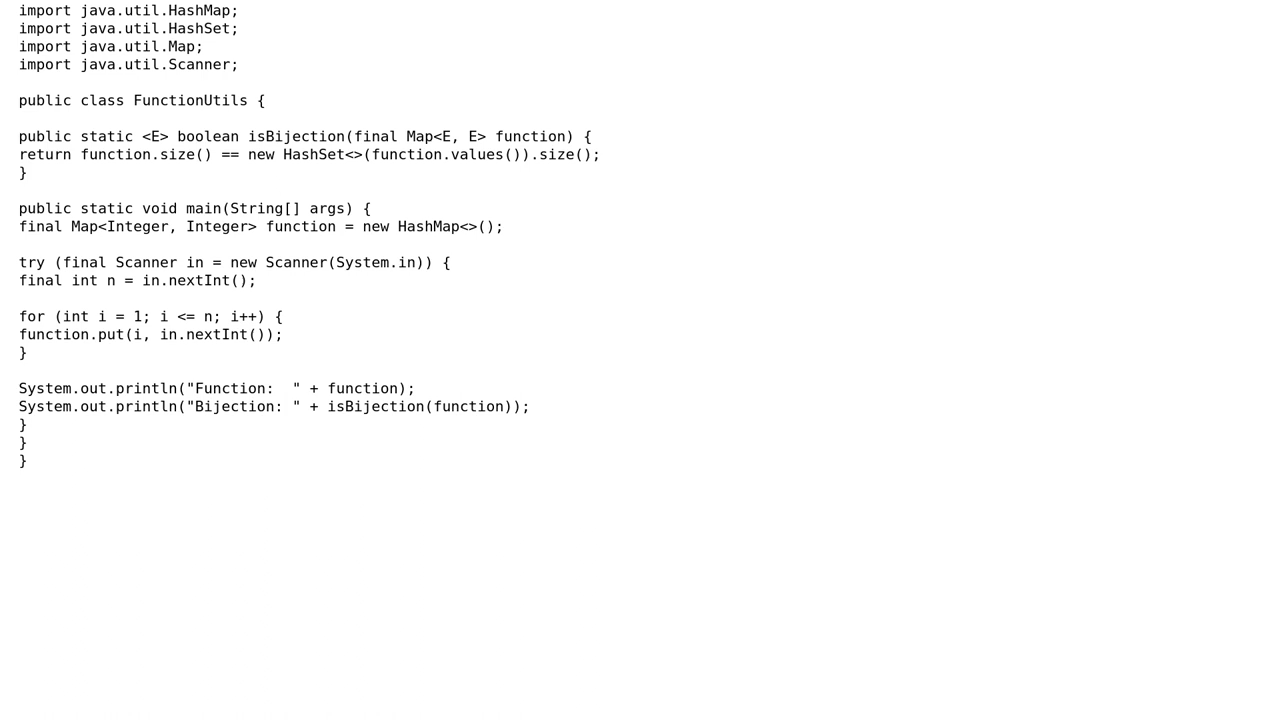 import java.util.HashMap;
import java.util.HashSet;
import java.util.Map;
import java.util.Scanner;

public class FunctionUtils {

public static <E> boolean isBijection(final Map<E, E> function) {
return function.size() == new HashSet<>(function.values()).size();
}

public static void main(String[] args) {
final Map<Integer, Integer> function = new HashMap<>();

try (final Scanner in = new Scanner(System.in)) {
final int n = in.nextInt();

for (int i = 1; i <= n; i++) {
function.put(i, in.nextInt());
}

System.out.println("Function:  " + function);
System.out.println("Bijection: " + isBijection(function));
}
}
}